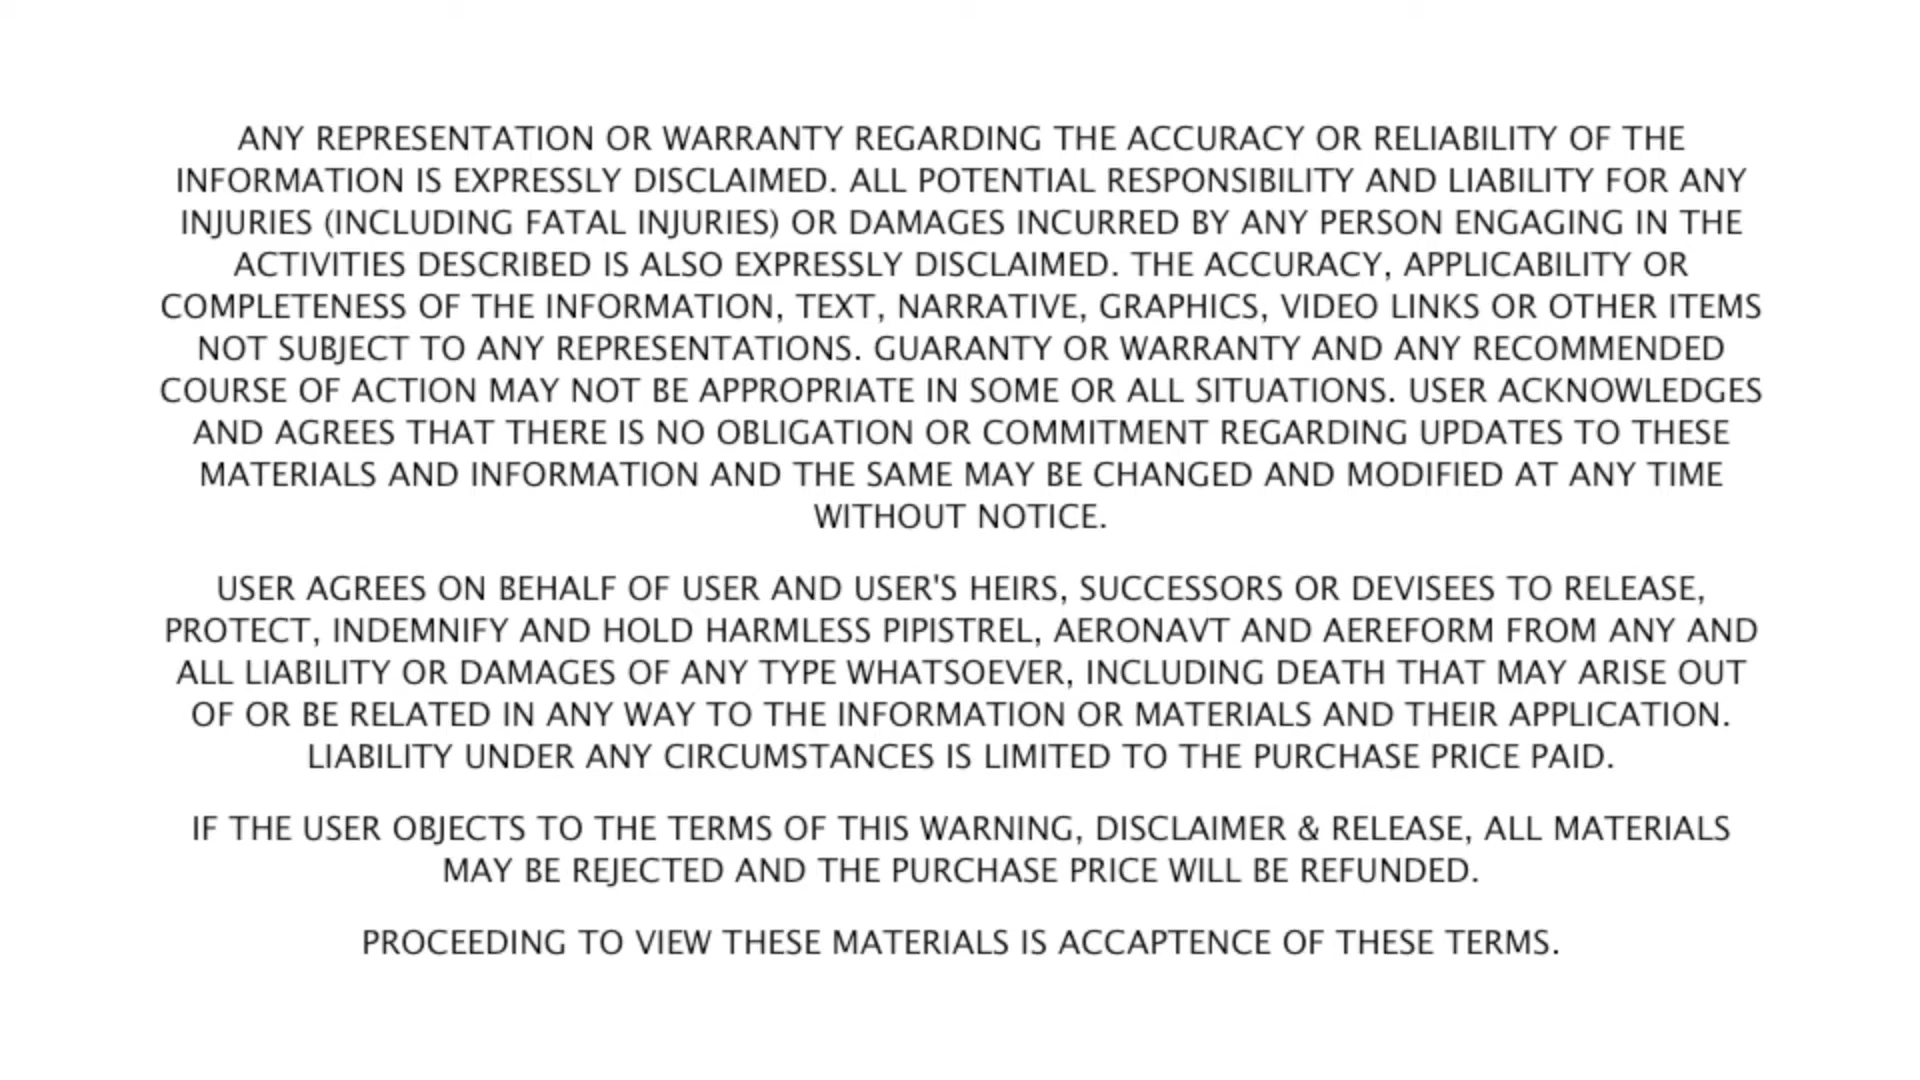 ANY REPRESENTATION OR WARRANTY REGARDING THE ACCURACY OR RELIABILITY OF THE
INFORMATION IS EXPRESSLY DISCLAIMED. ALL POTENTIAL RESPONSIBILITY AND LIABILITY FOR ANY
INJURIES (INCLUDING FATAL INJURIES) OR DAMAGES INCURRED BY ANY PERSON ENGAGING IN THE
ACTIVITIES DESCRIBED IS ALSO EXPRESSLY DISCLAIMED. THE ACCURACY, APPLICABILITY OR
COMPLETENESS OF THE INFORMATION, TEXT, NARRATIVE, GRAPHICS, VIDEO LINKS OR OTHER ITEMS
NOT SUBJECT TO ANY REPRESENTATIONS. GUARANTY OR WARRANTY AND ANY RECOMMENDED
COURSE OF ACTION MAY NOT BE APPROPRIATE IN SOME OR ALL SITUATIONS. USER ACKNOWLEDGES
AND AGREES THAT THERE IS NO OBLIGATION OR COMMITMENT REGARDING UPDATES TO THESE
MATERIALS AND INFORMATION AND THE SAME MAY BE CHANGED AND MODIFIED AT ANY TIME
WITHOUT NOTICE.
USER AGREES ON BEHALF OF USER AND USER'S HEIRS, SUCCESSORS OR DEVISEES TO RELEASE,
PROTECT, INDEMNIFY AND HOLD HARMLESS PIPISTREL, AERONAVT AND AEREFORM FROM ANY AND
ALL LIABILITY OR DAMAGES OF ANY TYPE WHATSOEVER, INCLUDING DEATH THAT MAY ARISE OUT
OF OR BE RELATED IN ANY WAY TO THE INFORMATION OR MATERIALS AND THEIR APPLICATION.
LIABILITY UNDER ANY CIRCUMSTANCES IS LIMITED TO THE PURCHASE PRICE PAID.
IF THE USER OBJECTS TO THE TERMS OF THIS WARNING, DISCLAIMER & RELEASE, ALL MATERIALS
MAY BE REJECTED AND THE PURCHASE PRICE WILL BE REFUNDED.
PROCEEDING TO VIEW THESE MATERIALS IS ACCAPTENCE OF THESE TERMS.